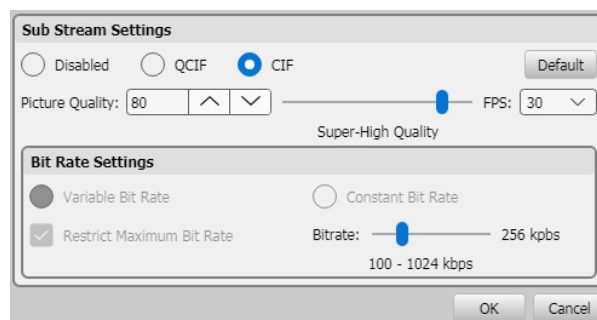 Sub Stream Settings
Disabled QCIF CIF Default
Picture Quality: 80 FPS: 30
Super-High Quality
Bit Rate Settings
Variable Bit Rate Constant Bit Rate
Restrict Maximum Bit Rate Bitrate: 256 kpbs
100 - 1024 kbps
OK Cancel